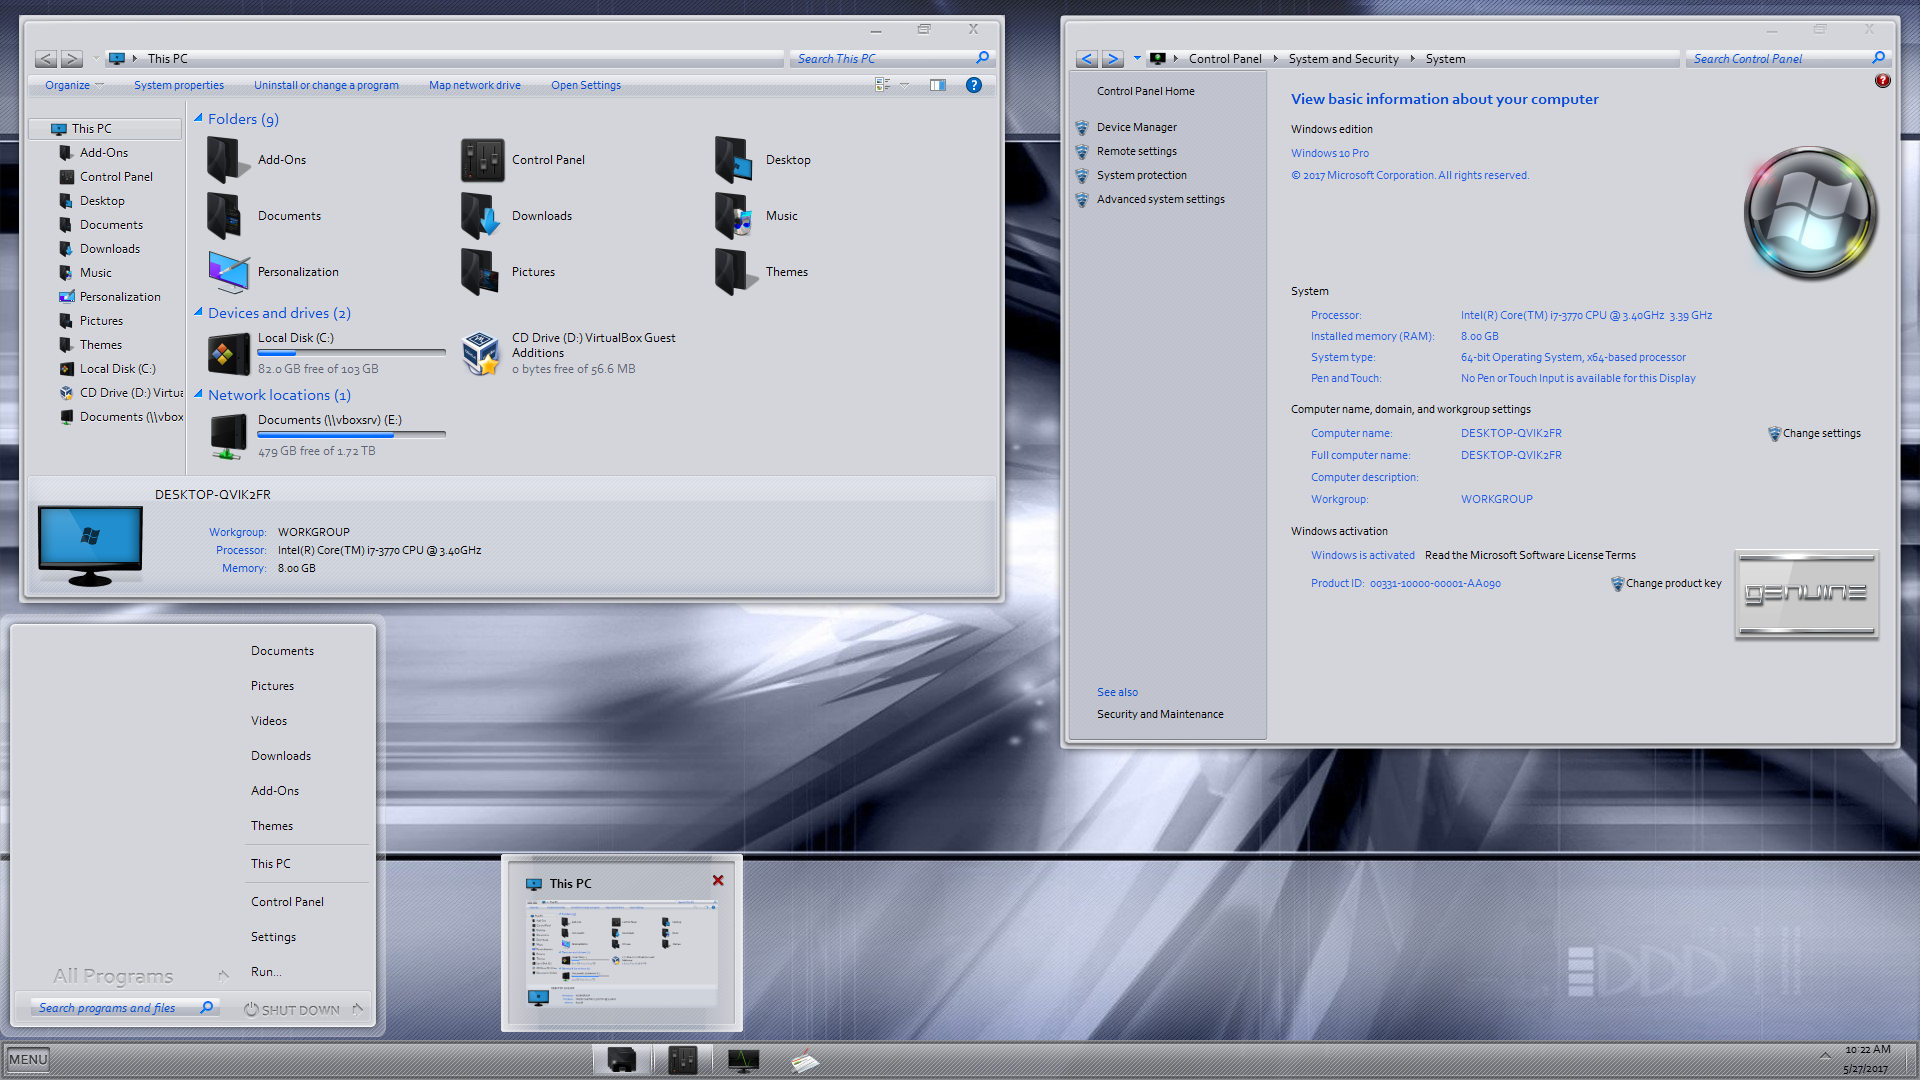 This PC
Search This PC
Organize
System properties
Uninstall or change a program
Map network drive
Open Settings
This PC
Add-Ons
Control Panel
Desktop
Documents
Downloads
Music
Personalization
Pictures
Themes
Local Disk (C:)
CD Drive (D:) Virtua
Documents (\\vbox
Folders (9)
Add-Ons
Control Panel
Desktop
Documents
Downloads
Music
Personalization
Pictures
Themes
Devices and drives (2)
Local Disk (C:)
82.0 GB free of 103 GB
CD Drive (D:) VirtualBox Guest
Additions
0 bytes free of 56.6 MB
Network locations (1)
Documents (\\vboxsrv) (E:)
479 GB free of 1.72 TB
DESKTOP-QVIK2FR
Workgroup: WORKGROUP
Processor: Intel(R) Core(TM) i7-3770 CPU @ 3.40GHz
Memory: 8.00 GB
Control Panel
System and Security
System
Search Control Panel
Control Panel Home
Device Manager
Remote settings
System protection
Advanced system settings
See also
Security and Maintenance
View basic information about your computer
Windows edition
Windows 10 Pro
© 2017 Microsoft Corporation. All rights reserved.
System
Processor: Intel(R) Core(TM) i7-3770 CPU @ 3.40GHz 3.39 GHz
Installed memory (RAM): 8.00 GB
System type: 64-bit Operating System, x64-based processor
Pen and Touch: No Pen or Touch Input is available for this Display
Computer name, domain, and workgroup settings
Computer name: DESKTOP-QVIK2FR
Change settings
Full computer name: DESKTOP-QVIK2FR
Computer description:
Workgroup: WORKGROUP
Windows activation
Windows is activated Read the Microsoft Software License Terms
Product ID: 00331-10000-00001-AA090
Change product key
genuine
Documents
Pictures
Videos
Downloads
Add-Ons
Themes
This PC
Control Panel
Settings
Run...
All Programs
Search programs and files
SHUT DOWN
This PC
DDD
MENU
10:22 AM
5/27/2017